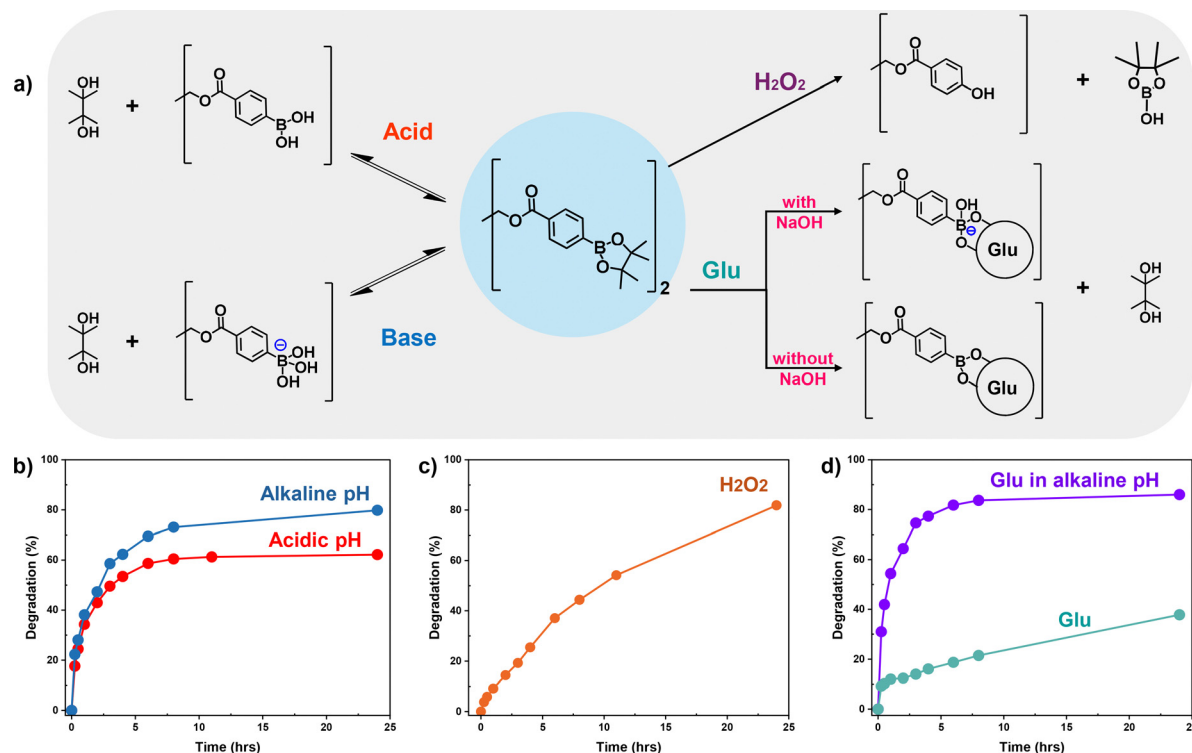 a)
OH
OH
+
O
O
B
OH
OH
Acid
H2O2
O
O
OH
+
O
O
B
OH
O
O
B
O
O
2
Glu
with
NaOH
without
NaOH
O
O
OH
B
O
O
⊖
Glu
O
O
B
O
O
Glu
+
OH
OH
OH
OH
+
O
O
⊖
B
OH
OH
OH
Base
b)
Degradation (%)
100
80
60
40
20
0
Alkaline pH
Acidic pH
0
5
10
15
20
25
Time (hrs)
c)
Degradation (%)
100
80
60
40
20
0
H2O2
0
5
10
15
20
25
Time (hrs)
d)
Degradation (%)
100
80
60
40
20
0
Glu in alkaline pH
Glu
0
5
10
15
20
25
Time (hrs)